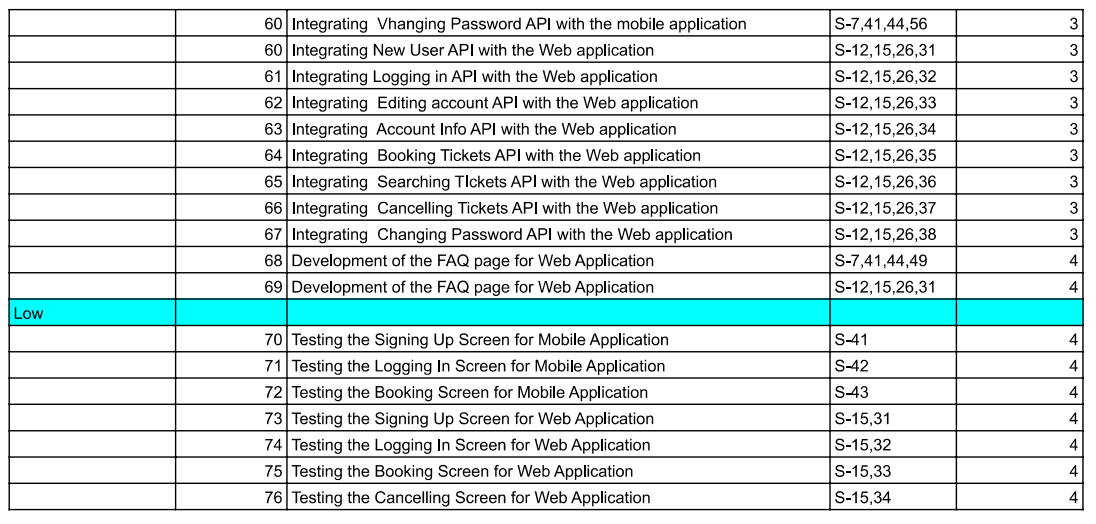 60 Integrating  Vhanging Password API with the mobile application S-7,41,44,56 3
60 Integrating New User API with the Web application S-12,15,26,31 3
61 Integrating Logging in API with the Web application S-12,15,26,32 3
62 Integrating  Editing account API with the Web application S-12,15,26,33 3
63 Integrating  Account Info API with the Web application S-12,15,26,34 3
64 Integrating  Booking Tickets API with the Web application S-12,15,26,35 3
65 Integrating  Searching TIckets API with the Web application S-12,15,26,36 3
66 Integrating  Cancelling Tickets API with the Web application S-12,15,26,37 3
67 Integrating  Changing Password API with the Web application S-12,15,26,38 3
68 Development of the FAQ page for Web Application S-7,41,44,49 4
69 Development of the FAQ page for Web Application S-12,15,26,31 4
Low
70 Testing the Signing Up Screen for Mobile Application S-41 4
71 Testing the Logging In Screen for Mobile Application S-42 4
72 Testing the Booking Screen for Mobile Application S-43 4
73 Testing the Signing Up Screen for Web Application S-15,31 4
74 Testing the Logging In Screen for Web Application S-15,32 4
75 Testing the Booking Screen for Web Application S-15,33 4
76 Testing the Cancelling Screen for Web Application S-15,34 4